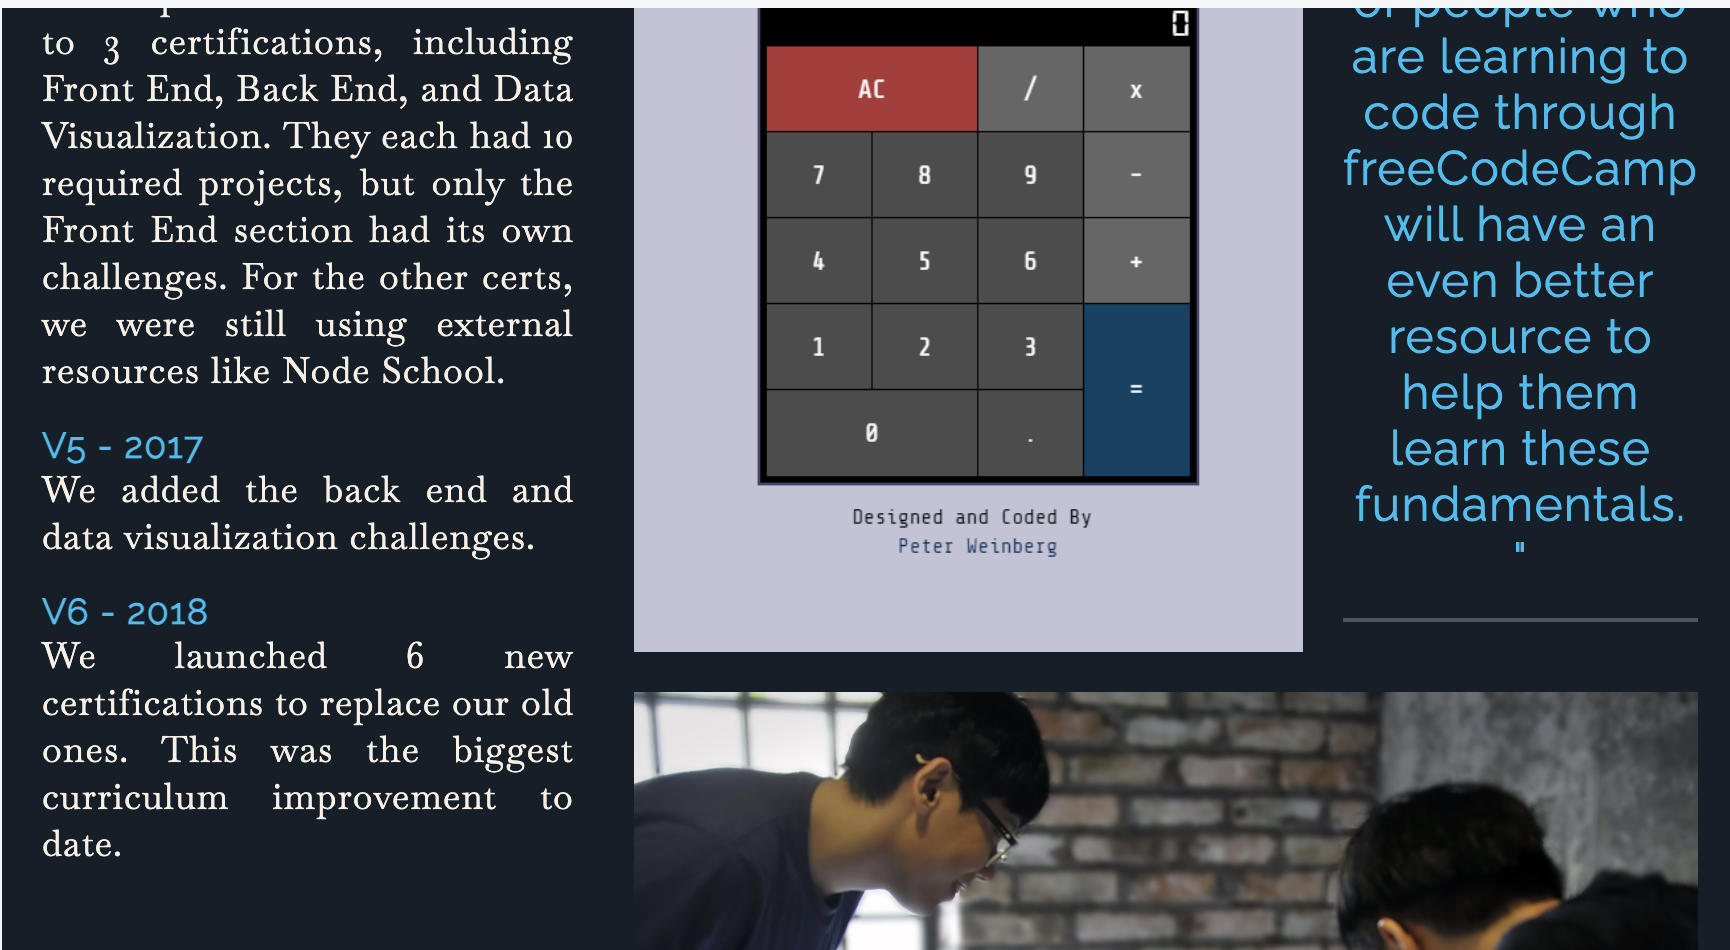 to 3 certifications, including
Front End, Back End, and Data
Visualization. They each had 10
required projects, but only the
Front End section had its own
challenges. For the other certs,
we were still using external
resources like Node School.
V5 - 2017
We added the back end and
data visualization challenges.
V6 - 2018
We launched 6 new
certifications to replace our old
ones. This was the biggest
curriculum improvement to
date.
0
AC / x
7 8 9 -
4 5 6 +
1 2 3
=
0 .
Designed and Coded By
Peter Weinberg
of people who
are learning to
code through
freeCodeCamp
will have an
even better
resource to
help them
learn these
fundamentals.
"